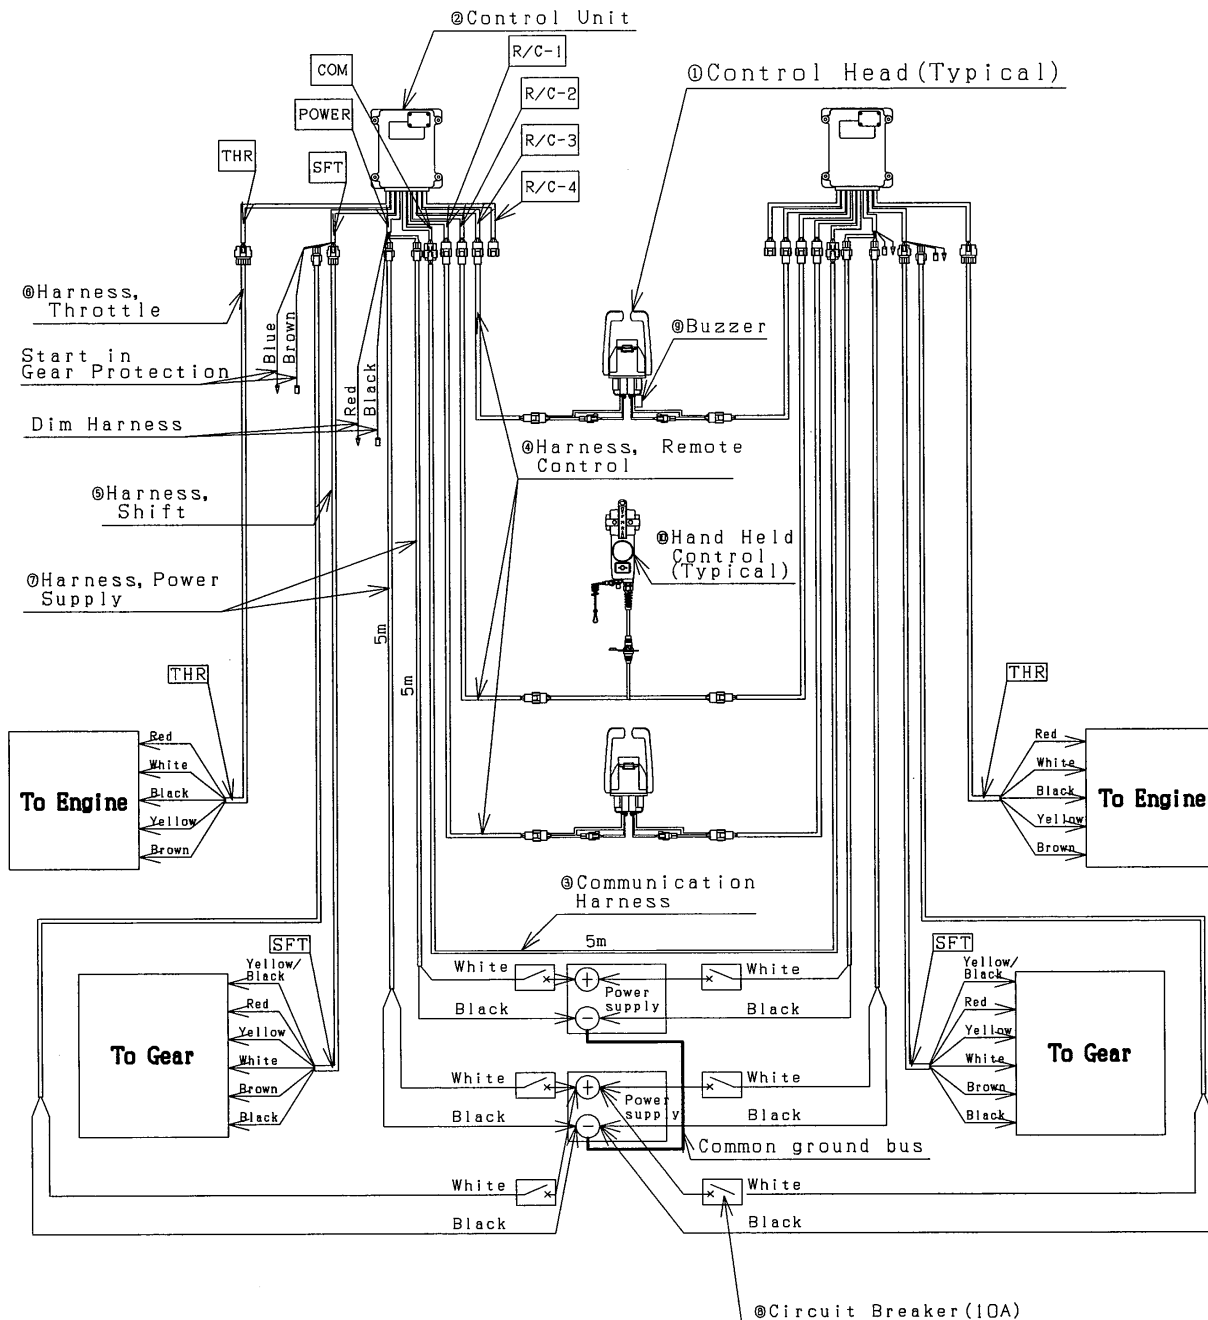 ②Control Unit
R/C-1
COM
①Control Head(Typical)
R/C-2
POWER
R/C-3
THR
SFT
R/C-4
⑥Harness,
Throttle
⑨Buzzer
Blue
Brown
Start in
Gear Protection
Red
Black
Dim Harness
④Harness, Remote
Control
⑤Harness,
Shift
⑩Hand Held
Control
(Typical)
⑦Harness, Power
Supply
5m
5m
THR
THR
Red
White
Black
Yellow
Brown
To Engine
Red
White
Black
Yellow
Brown
To Engine
③Communication
Harness
5m
SFT
SFT
Yellow/
Black
Red
Yellow
White
Brown
Black
To Gear
Yellow/
Black
Red
Yellow
White
Brown
Black
To Gear
White
+
White
Power
supply
Black
−
Black
White
+
White
Power
supply
Black
−
Black
Common ground bus
White
White
Black
Black
⑧Circuit Breaker(10A)